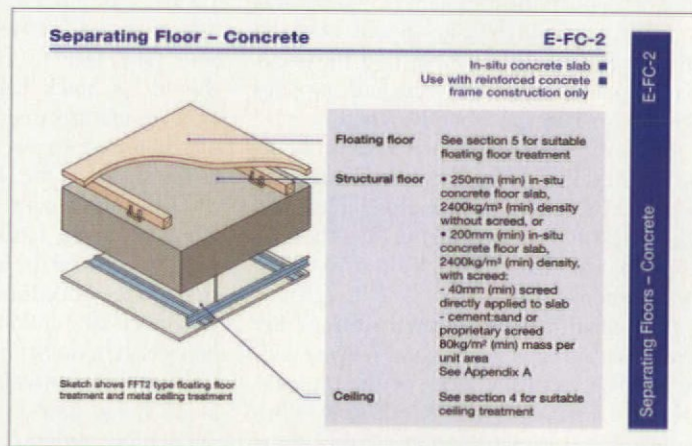 Separating Floor – Concrete
E-FC-2
In-situ concrete slab ■
Use with reinforced concrete ■
frame construction only
Floating floor
See section 5 for suitable
floating floor treatment
Structural floor
• 250mm (min) in-situ
concrete floor slab,
2400kg/m³ (min) density
without screed, or
• 200mm (min) in-situ
concrete floor slab,
2400kg/m³ (min) density,
with screed:
- 40mm (min) screed
directly applied to slab
- cement:sand or
proprietary screed
80kg/m² (min) mass per
unit area
See Appendix A
Ceiling
See section 4 for suitable
ceiling treatment
Sketch shows FFT2 type floating floor
treatment and metal ceiling treatment
E-FC-2
Separating Floors – Concrete